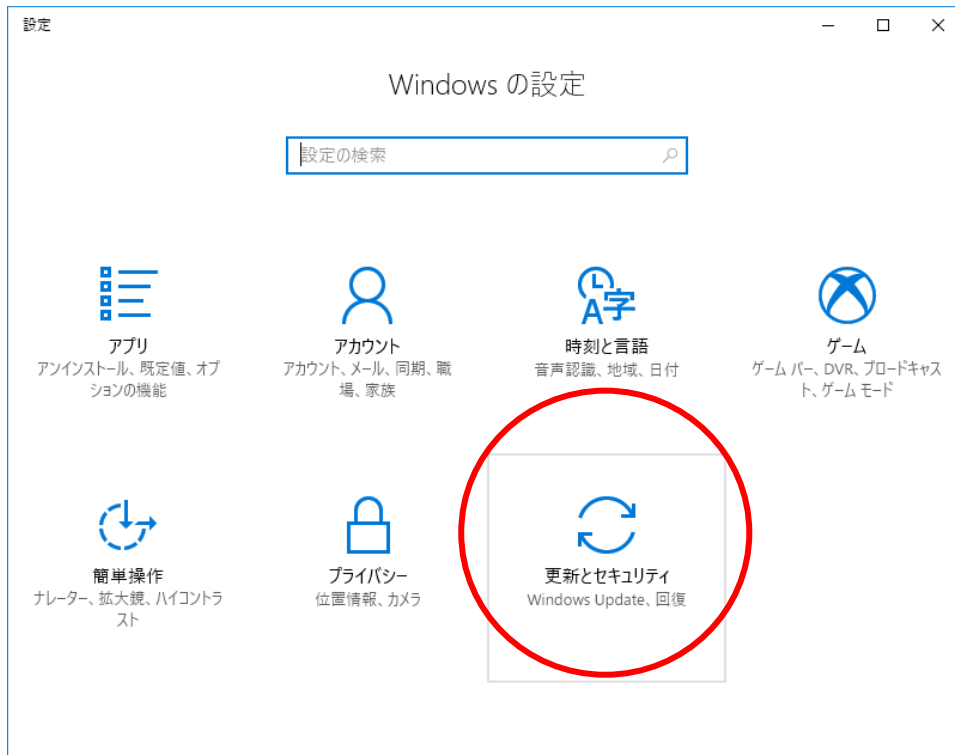 設定
Windows の設定
設定の検索
アプリ
アンインストール、既定値、オプ
ションの機能
アカウント
アカウント、メール、同期、職
場、家族
時刻と言語
音声認識、地域、日付
ゲーム
ゲーム バー、DVR、ブロードキャス
ト、ゲーム モード
簡単操作
ナレーター、拡大鏡、ハイコントラ
スト
プライバシー
位置情報、カメラ
更新とセキュリティ
Windows Update、回復